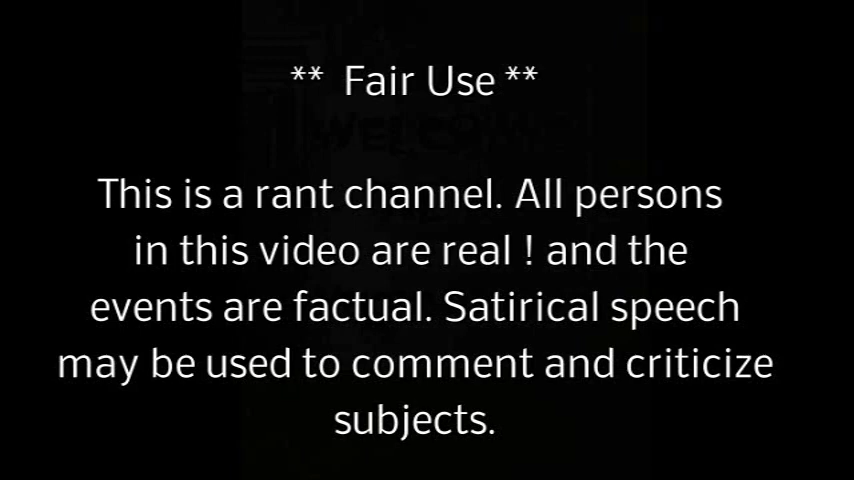 ** Fair Use **
This is a rant channel. All persons
in this video are real ! and the
events are factual. Satirical speech
may be used to comment and criticize
subjects.